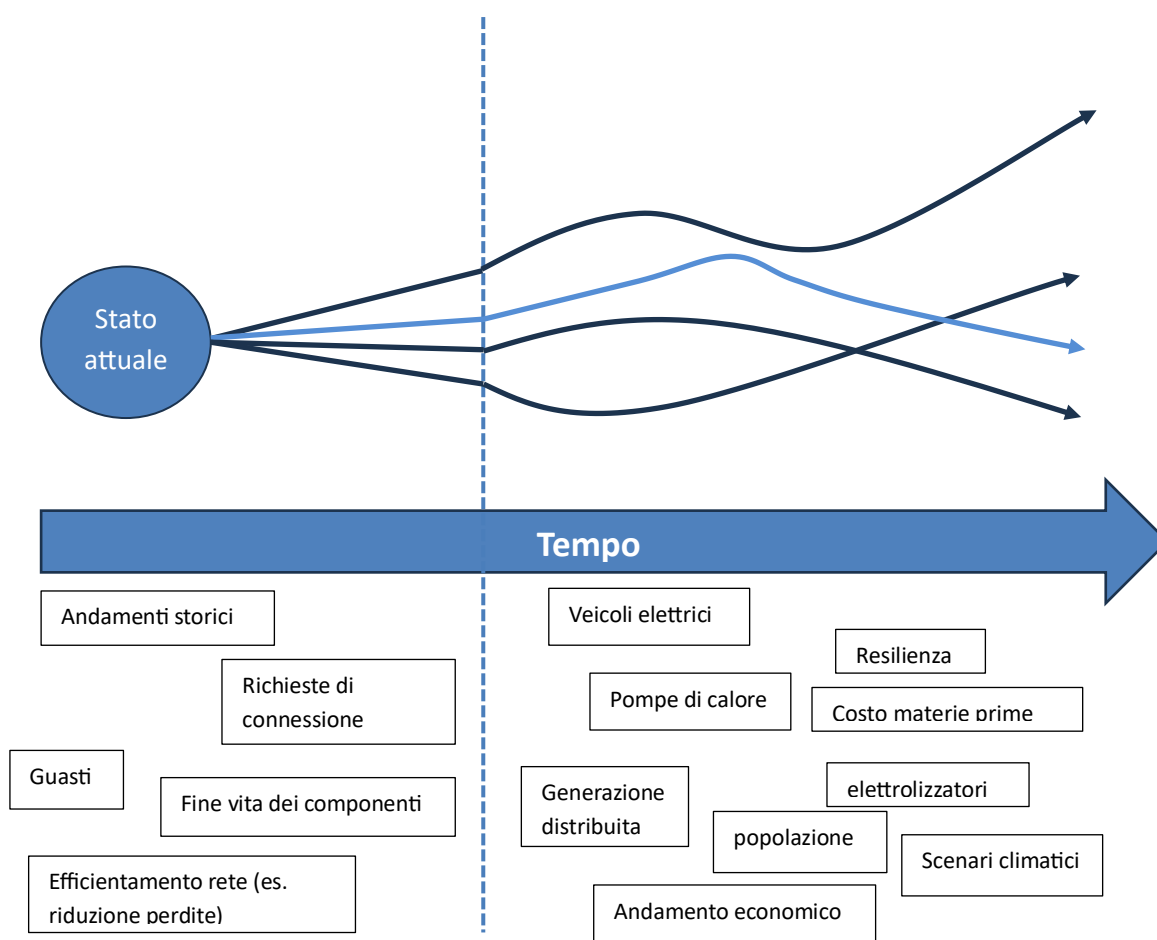 Stato
attuale
Tempo
Andamenti storici
Richieste di
connessione
Guasti
Fine vita dei componenti
Efficientamento rete (es.
riduzione perdite)
Veicoli elettrici
Resilienza
Pompe di calore
Costo materie prime
Generazione
distribuita
elettrolizzatori
popolazione
Scenari climatici
Andamento economico